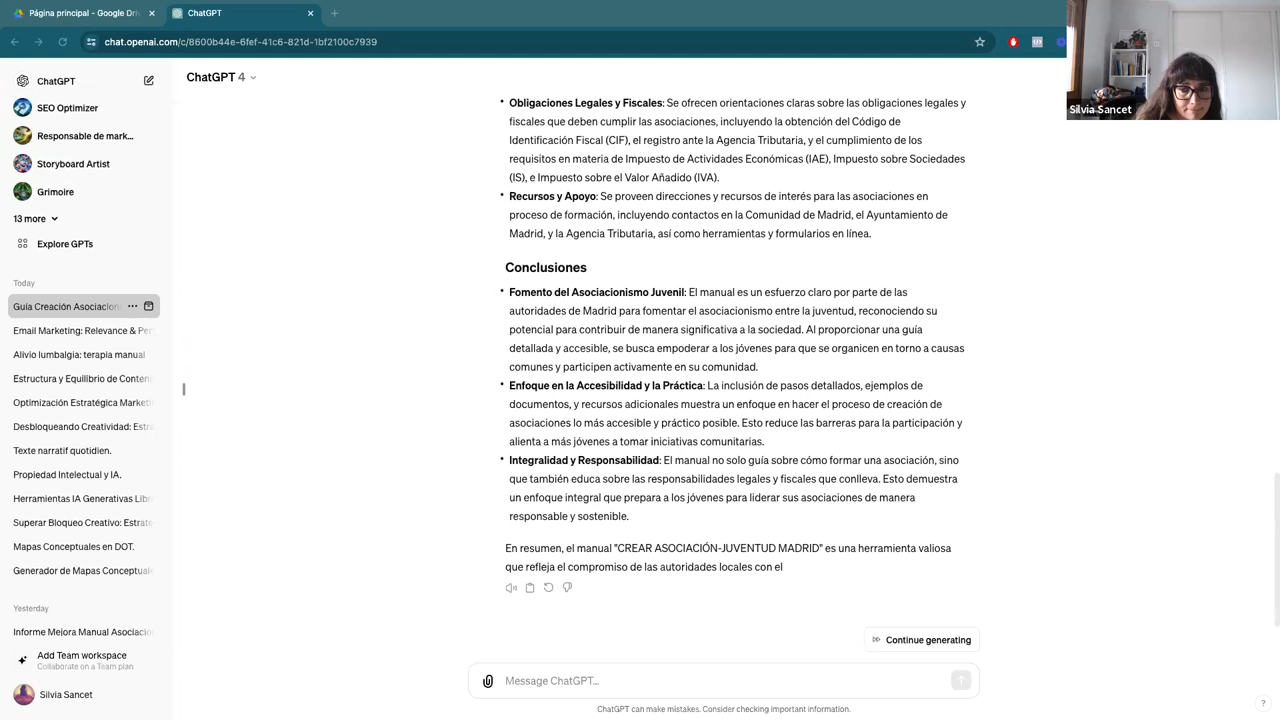 Página principal - Google Driv
ChatGPT
chat.openai.com/c/8600b44e-6fef-41c6-821d-1bf2100c7939
Silvia Sancet
ChatGPT
SEO Optimizer
Responsable de mark...
Storyboard Artist
Grimoire
13 more
Explore GPTs
Today
Guía Creación Asociacion
Email Marketing: Relevance & Per
Alivio lumbalgia: terapia manual
Estructura y Equilibrio de Conten
Optimización Estratégica Marketi
Desbloqueando Creatividad: Estra
Texte narratif quotidien.
Propiedad Intelectual y IA.
Herramientas IA Generativas Libr
Superar Bloqueo Creativo: Estrate
Mapas Conceptuales en DOT.
Generador de Mapas Conceptuale
Yesterday
Informe Mejora Manual Asociacio
Add Team workspace
Collaborate on a Team plan
Silvia Sancet
ChatGPT 4
• Obligaciones Legales y Fiscales: Se ofrecen orientaciones claras sobre las obligaciones legales y
fiscales que deben cumplir las asociaciones, incluyendo la obtención del Código de
Identificación Fiscal (CIF), el registro ante la Agencia Tributaria, y el cumplimiento de los
requisitos en materia de Impuesto de Actividades Económicas (IAE), Impuesto sobre Sociedades
(IS), e Impuesto sobre el Valor Añadido (IVA).
• Recursos y Apoyo: Se proveen direcciones y recursos de interés para las asociaciones en
proceso de formación, incluyendo contactos en la Comunidad de Madrid, el Ayuntamiento de
Madrid, y la Agencia Tributaria, así como herramientas y formularios en línea.
Conclusiones
• Fomento del Asociacionismo Juvenil: El manual es un esfuerzo claro por parte de las
autoridades de Madrid para fomentar el asociacionismo entre la juventud, reconociendo su
potencial para contribuir de manera significativa a la sociedad. Al proporcionar una guía
detallada y accesible, se busca empoderar a los jóvenes para que se organicen en torno a causas
comunes y participen activamente en su comunidad.
• Enfoque en la Accesibilidad y la Práctica: La inclusión de pasos detallados, ejemplos de
documentos, y recursos adicionales muestra un enfoque en hacer el proceso de creación de
asociaciones lo más accesible y práctico posible. Esto reduce las barreras para la participación y
alienta a más jóvenes a tomar iniciativas comunitarias.
• Integralidad y Responsabilidad: El manual no solo guía sobre cómo formar una asociación, sino
que también educa sobre las responsabilidades legales y fiscales que conlleva. Esto demuestra
un enfoque integral que prepara a los jóvenes para liderar sus asociaciones de manera
responsable y sostenible.
En resumen, el manual "CREAR ASOCIACIÓN-JUVENTUD MADRID" es una herramienta valiosa
que refleja el compromiso de las autoridades locales con el
Continue generating
Message ChatGPT...
ChatGPT can make mistakes. Consider checking important information.
?